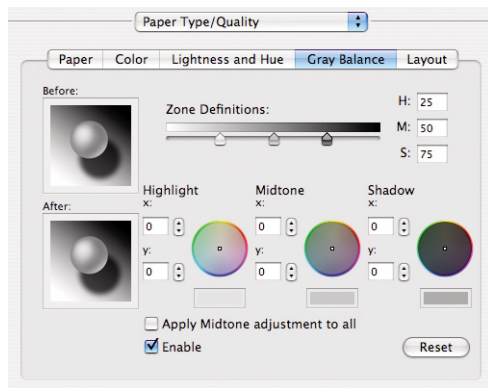 Paper Type/Quality
Paper Color Lightness and Hue Gray Balance Layout
Before:
Zone Definitions:
H: 25
M: 50
S: 75
After:
Highlight Midtone Shadow
x: x: x:
0 0 0
y: y: y:
0 0 0
Apply Midtone adjustment to all
Enable
Reset